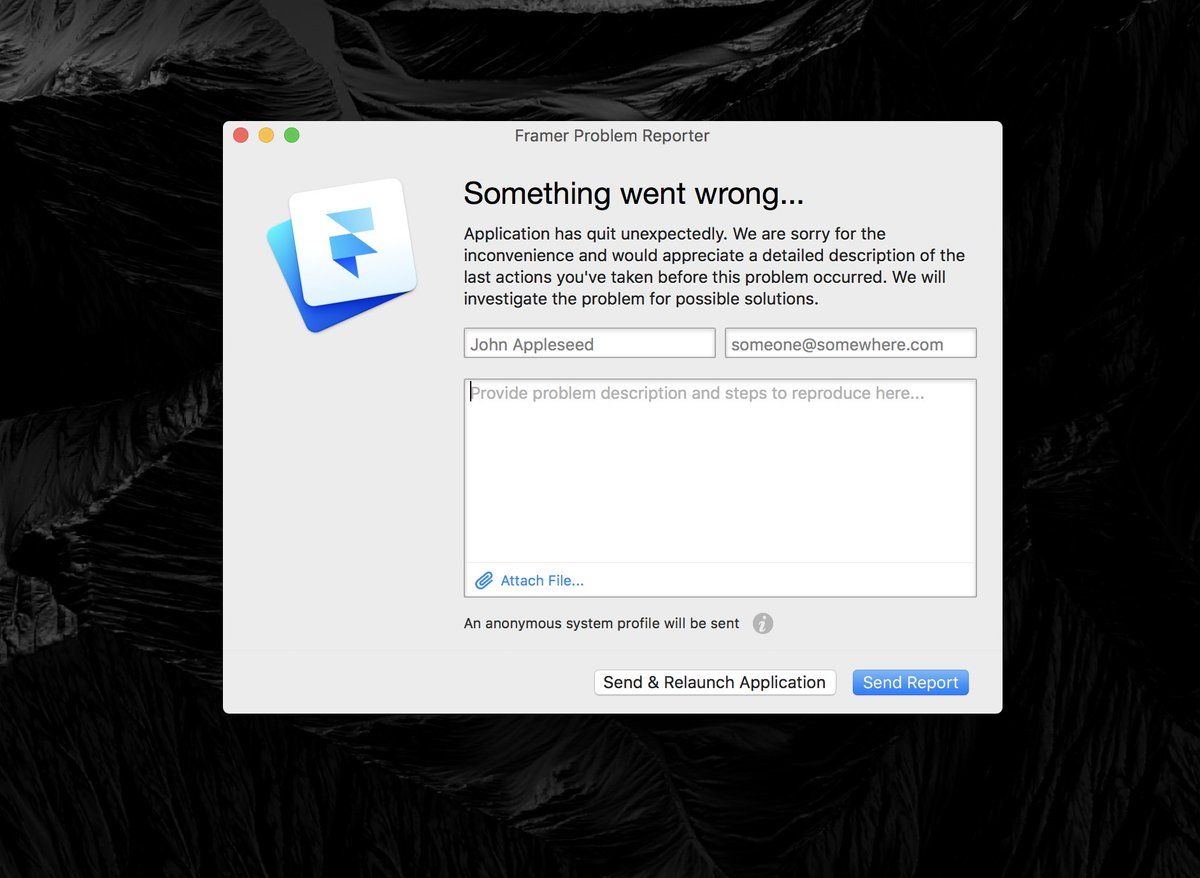 Framer Problem Reporter
Something went wrong...
Application has quit unexpectedly. We are sorry for the
inconvenience and would appreciate a detailed description of the
last actions you've taken before this problem occurred. We will
investigate the problem for possible solutions.
John Appleseed someone@somewhere.com
Provide problem description and steps to reproduce here...
Attach File...
An anonymous system profile will be sent
Send & Relaunch Application Send Report